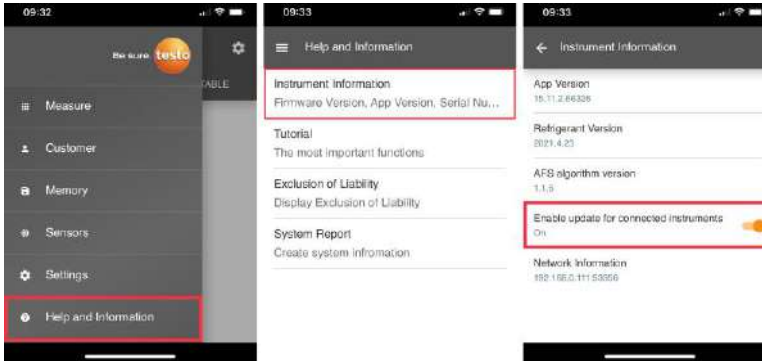 09:32
Be sure. testo
TABLE
Measure
Customer
Memory
Sensors
Settings
Help and Information
09:33
Help and Information
Instrument Information
Firmware Version, App Version, Serial Nu...
Tutorial
The most important functions
Exclusion of Liability
Display Exclusion of Liability
System Report
Create system infromation
09:33
Instrument Information
App Version
Refrigerant Version
2021.4.23
AFS algorithm version
1.1.5
Enable update for connected instruments
On
Network Information